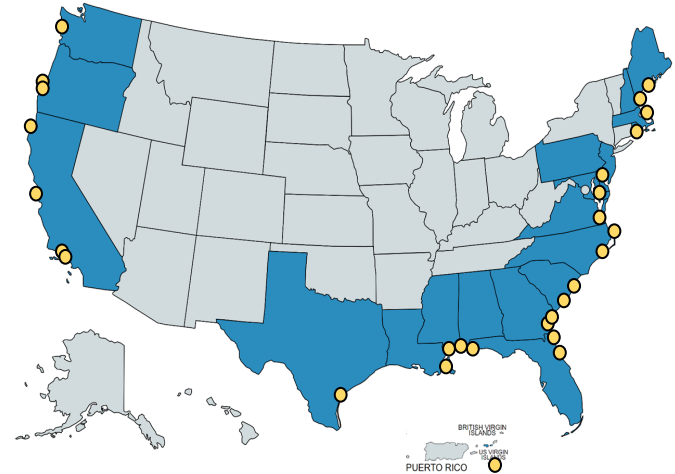 BRITISH VIRGIN
ISLANDS
US VIRGIN
ISLANDS
PUERTO RICO